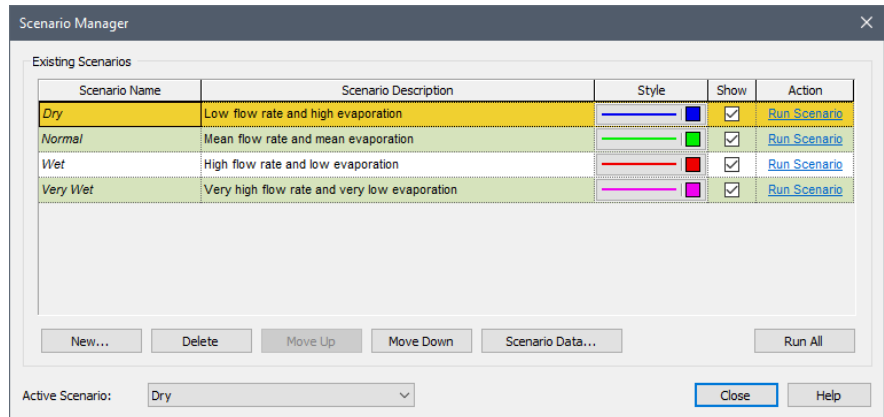 Scenario Manager
Existing Scenarios
Scenario Name Scenario Description Style Show Action
Dry Low flow rate and high evaporation Run Scenario
Normal Mean flow rate and mean evaporation Run Scenario
Wet High flow rate and low evaporation Run Scenario
Very Wet Very high flow rate and very low evaporation Run Scenario
New... Delete Move Up Move Down Scenario Data... Run All
Active Scenario: Dry Close Help